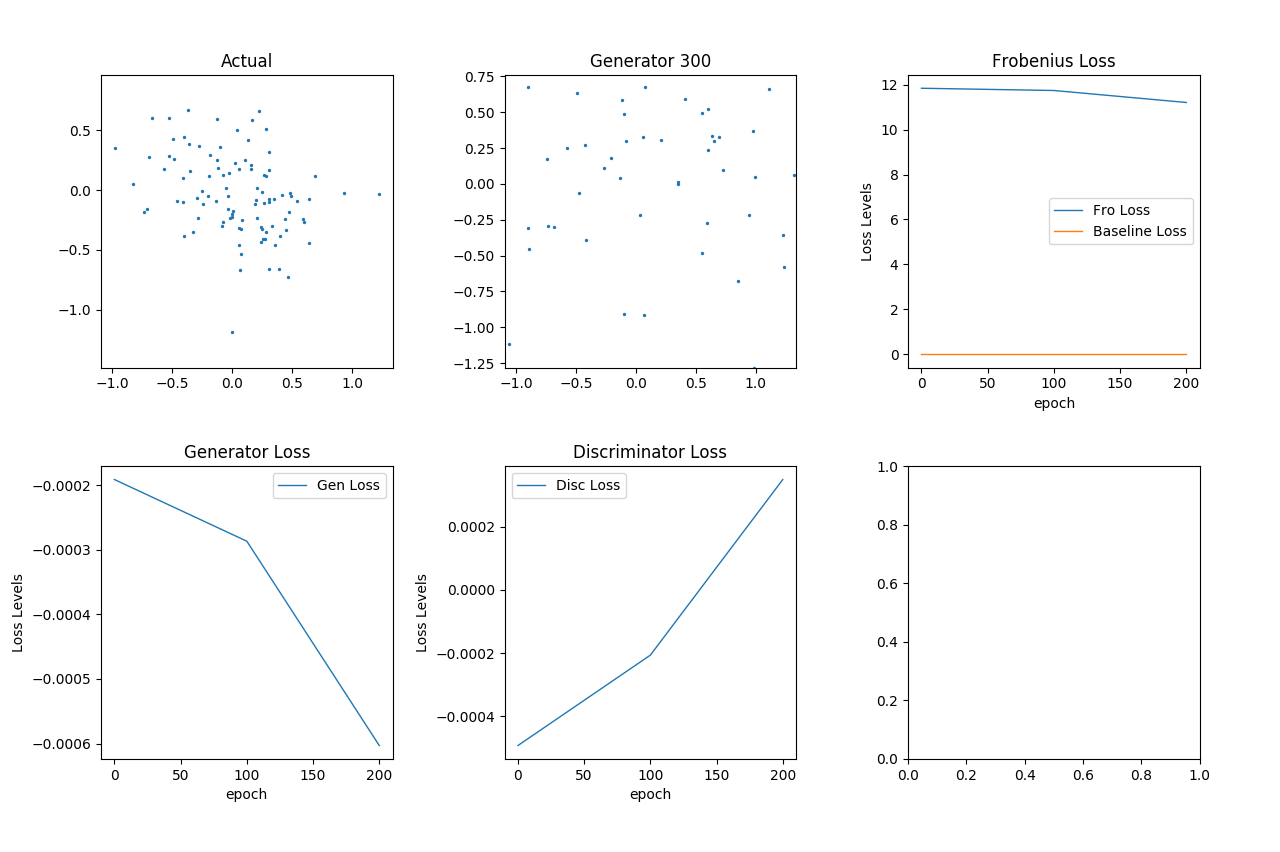 Actual
0.5
0.0
−0.5
−1.0
−1.0 −0.5 0.0 0.5 1.0
Generator 300
0.75
0.50
0.25
0.00
−0.25
−0.50
−0.75
−1.00
−1.25
−1.0 −0.5 0.0 0.5 1.0
Frobenius Loss
Loss Levels
12
10
8
6
4
2
0
Fro Loss
Baseline Loss
0 50 100 150 200
epoch
Generator Loss
Loss Levels
−0.0002
−0.0003
−0.0004
−0.0005
−0.0006
Gen Loss
0 50 100 150 200
epoch
Discriminator Loss
Loss Levels
0.0002
0.0000
−0.0002
−0.0004
Disc Loss
0 50 100 150 200
epoch
1.0
0.8
0.6
0.4
0.2
0.0
0.0 0.2 0.4 0.6 0.8 1.0